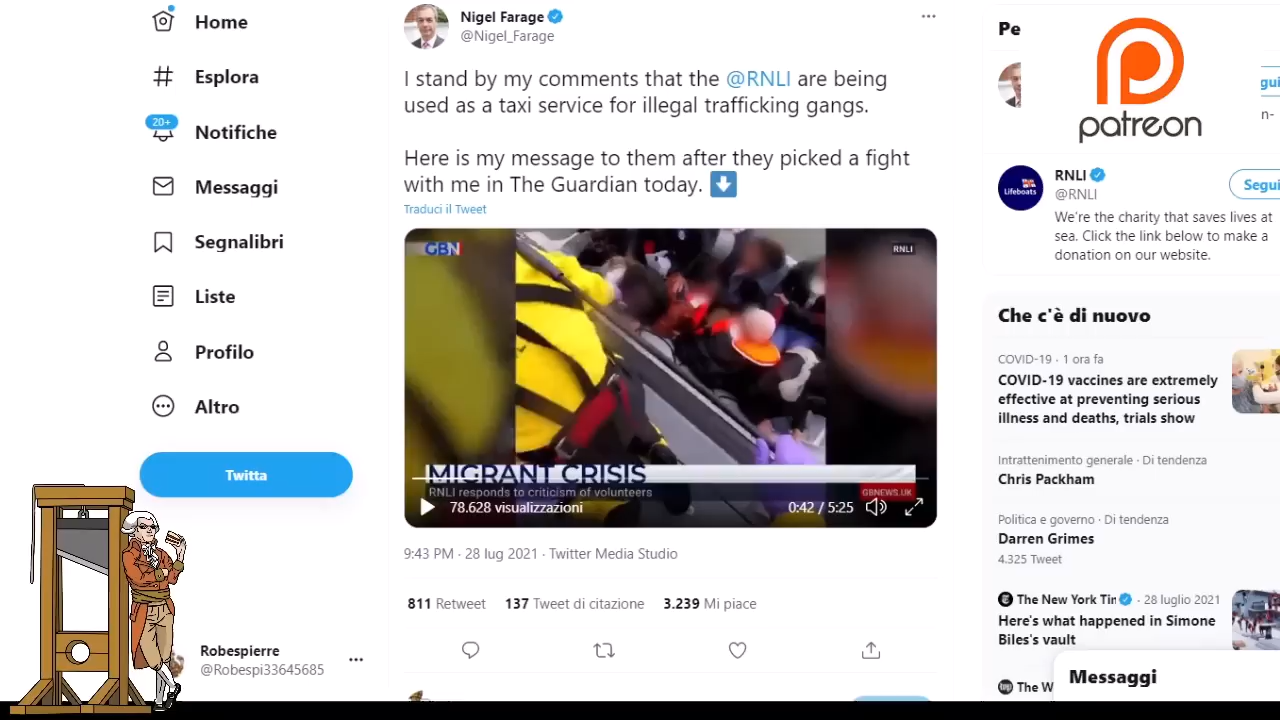 Home
Esplora
20+
Notifiche
Messaggi
Segnalibri
Liste
Profilo
Altro
Twitta
Robespierre
@Robespi33645685
Nigel Farage
@Nigel_Farage
I stand by my comments that the @RNLI are being
used as a taxi service for illegal trafficking gangs.
Here is my message to them after they picked a fight
with me in The Guardian today.
Traduci il Tweet
GBN
RNLI
MIGRANT CRISIS
RNLI responds to criticism of volunteers
GBNEWS.UK
78.628 visualizzazioni
0:42 / 5:25
9:43 PM · 28 lug 2021 · Twitter Media Studio
811 Retweet 137 Tweet di citazione 3.239 Mi piace
Pe
patreon
gui
n-
RNLI
@RNLI
Lifeboats
Segui
We're the charity that saves lives at
sea. Click the link below to make a
donation on our website.
Che c'è di nuovo
COVID-19 · 1 ora fa
COVID-19 vaccines are extremely
effective at preventing serious
illness and deaths, trials show
Intrattenimento generale · Di tendenza
Chris Packham
Politica e governo · Di tendenza
Darren Grimes
4.325 Tweet
The New York Tin · 28 luglio 2021
Here's what happened in Simone
Biles's vault
The W
Messaggi